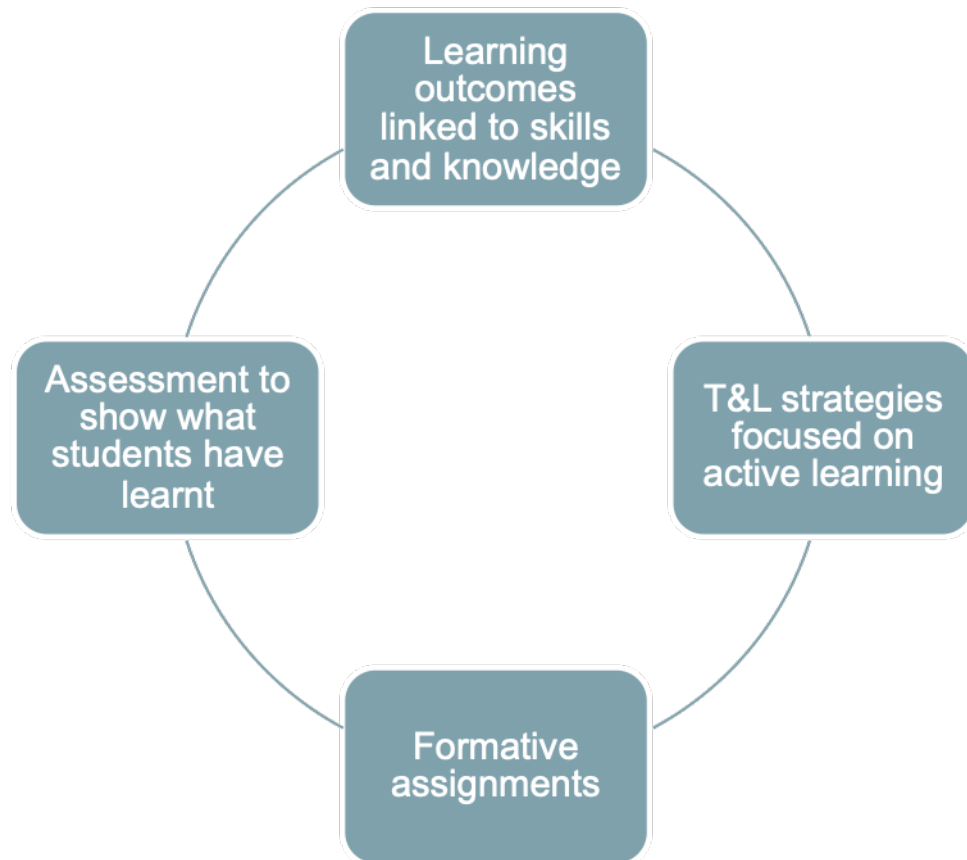 Learning
outcomes
linked to skills
and knowledge
T&L strategies
focused on
active learning
Formative
assignments
Assessment to
show what
students have
learnt